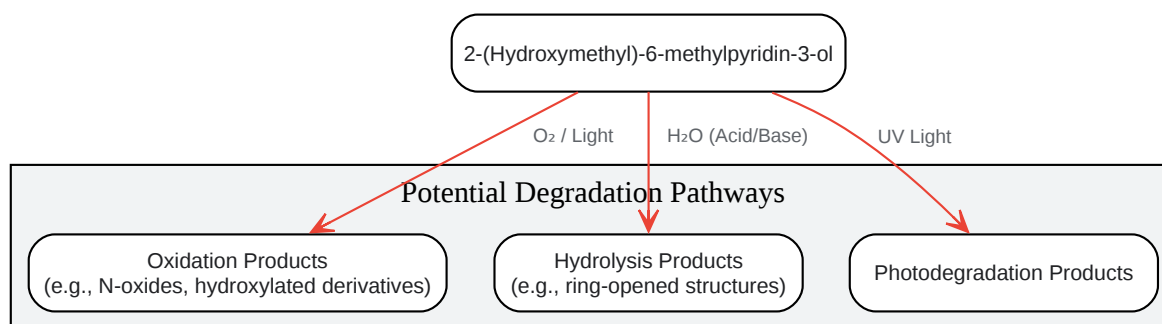 2-(Hydroxymethyl)-6-methylpyridin-3-ol
O₂ / Light
H₂O (Acid/Base)
UV Light
Potential Degradation Pathways
Oxidation Products
(e.g., N-oxides, hydroxylated derivatives)
Hydrolysis Products
(e.g., ring-opened structures)
Photodegradation Products